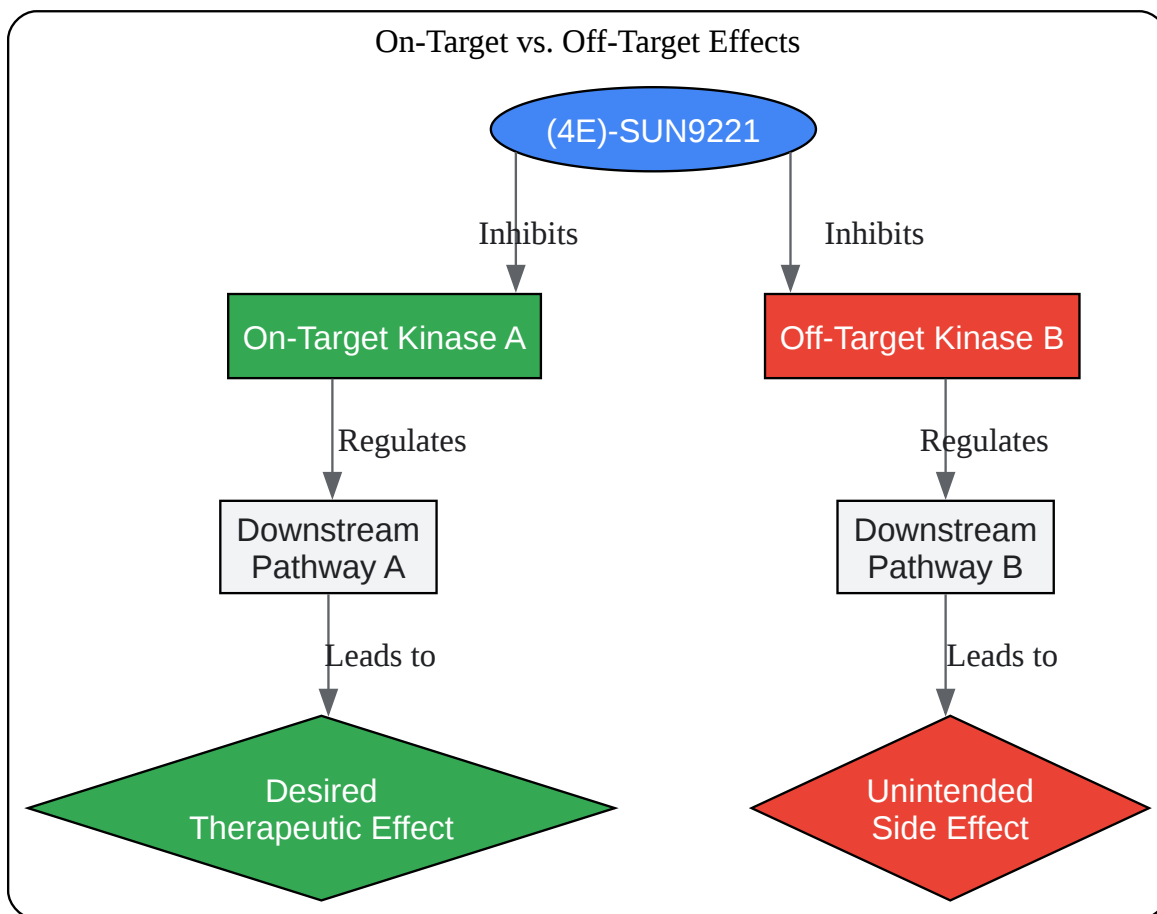 On-Target vs. Off-Target Effects
(4E)-SUN9221
Inhibits
Inhibits
On-Target Kinase A
Off-Target Kinase B
Regulates
Regulates
Downstream
Pathway A
Downstream
Pathway B
Leads to
Leads to
Desired
Therapeutic Effect
Unintended
Side Effect